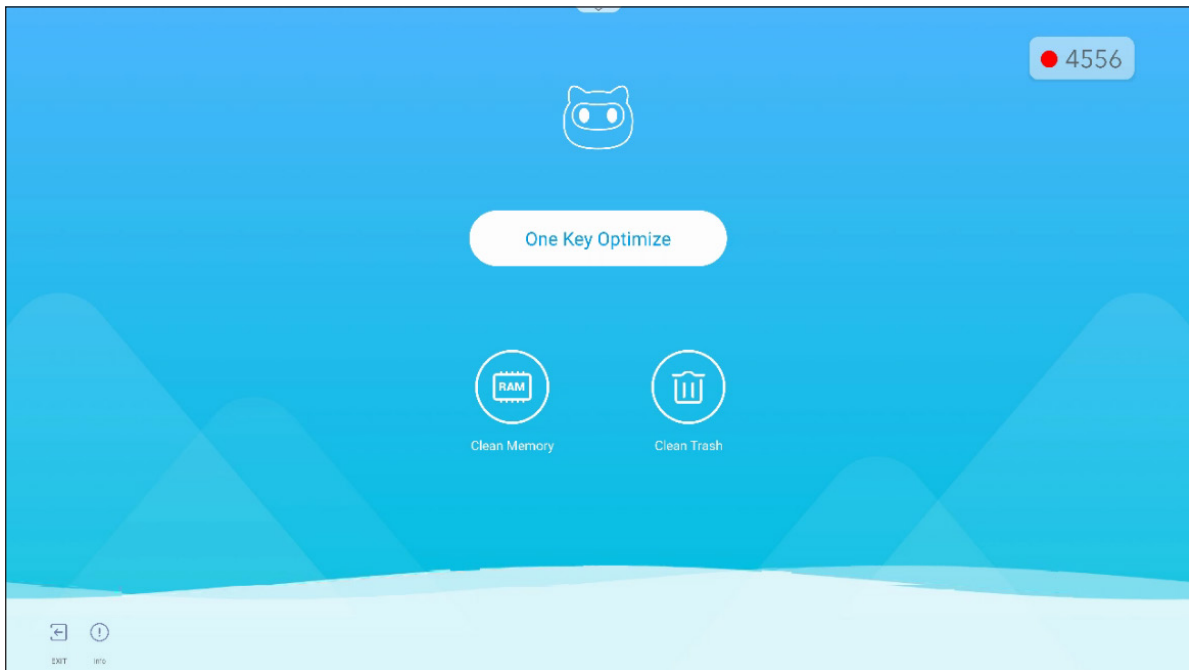 4556
One Key Optimize
RAM
Clean Memory
Clean Trash
EXIT
Info